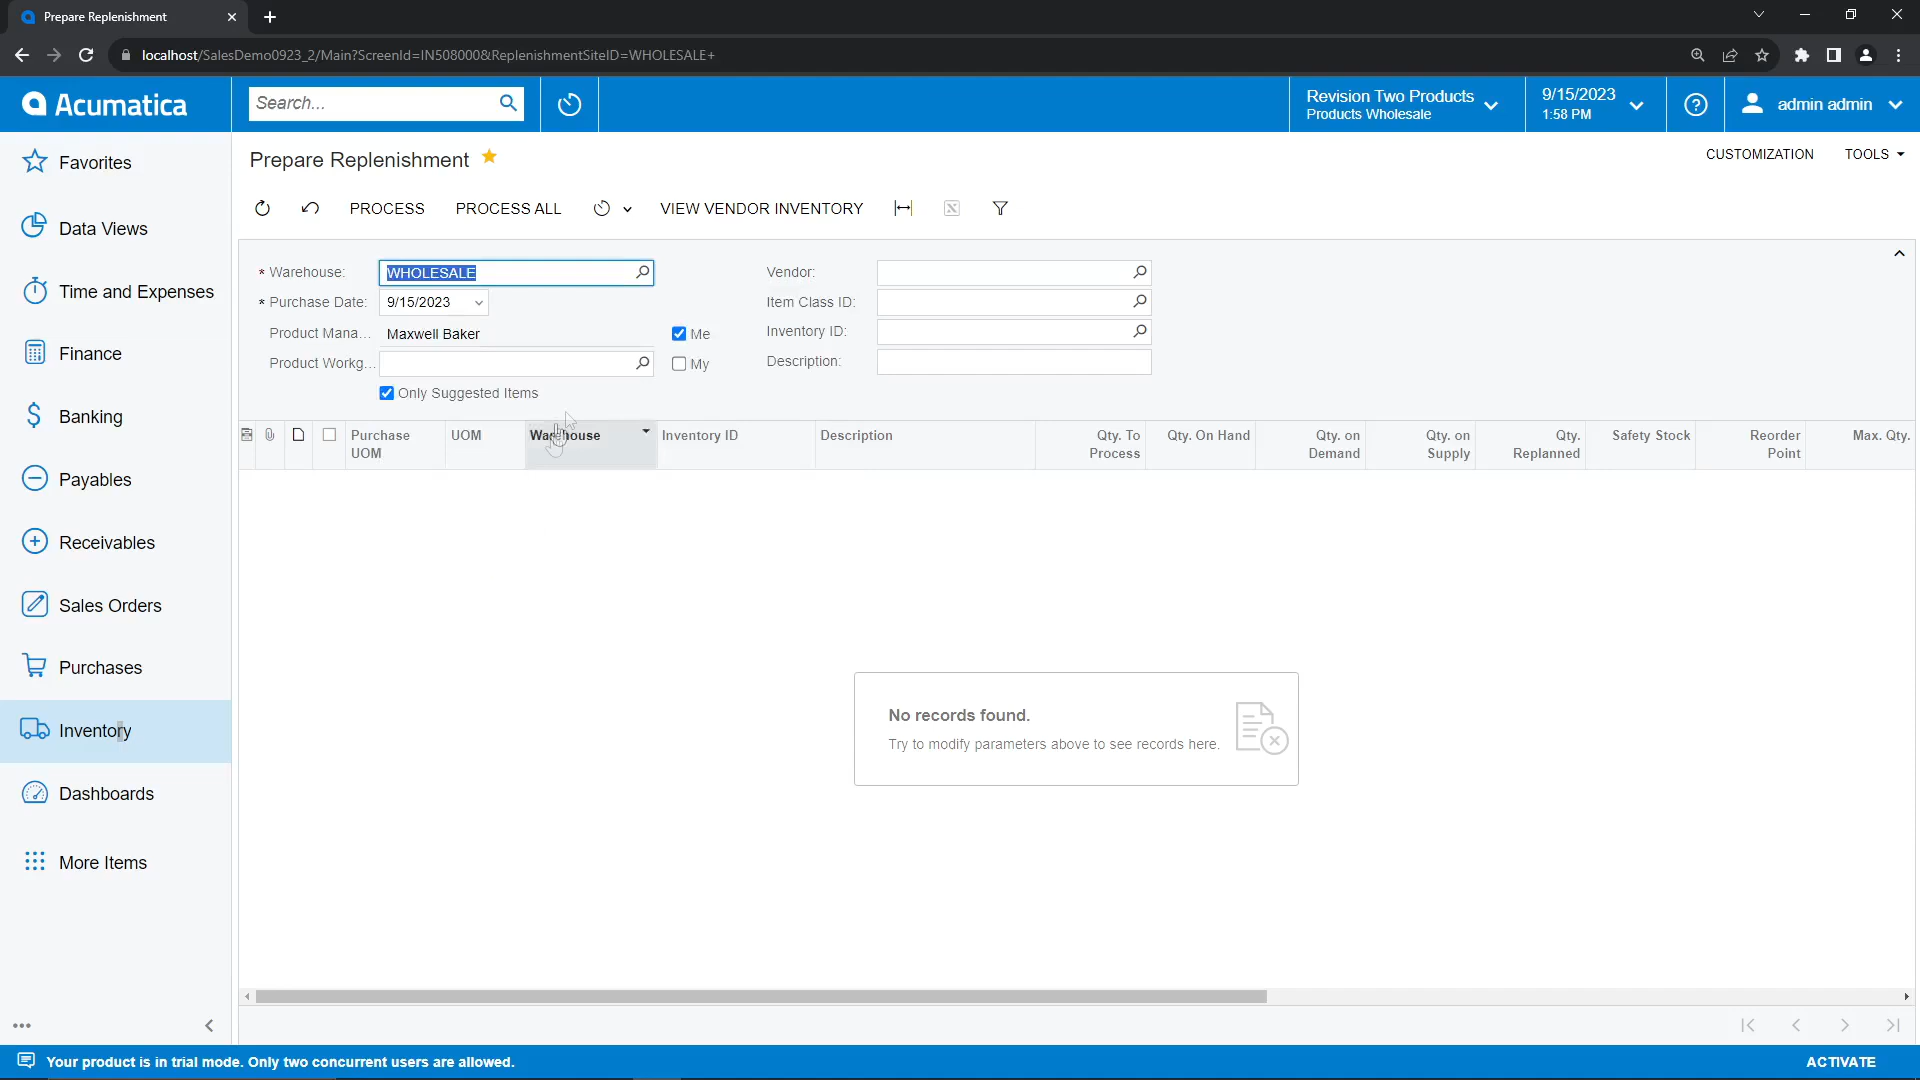 Prepare Replenishment
localhost/SalesDemo0923_2/Main?ScreenId=IN508000&ReplenishmentSiteID=WHOLESALE+
Acumatica
Search...
Revision Two Products
Products Wholesale
9/15/2023
1:58 PM
admin admin
Favorites
Data Views
Time and Expenses
Finance
Banking
Payables
Receivables
Sales Orders
Purchases
Inventory
Dashboards
More Items
Prepare Replenishment
CUSTOMIZATION
TOOLS
PROCESS
PROCESS ALL
VIEW VENDOR INVENTORY
* Warehouse:
WHOLESALE
* Purchase Date:
9/15/2023
Product Mana...
Maxwell Baker
Me
Product Workg...
My
Only Suggested Items
Vendor:
Item Class ID:
Inventory ID:
Description:
Purchase
UOM
UOM
Warehouse
Inventory ID
Description
Qty. To
Process
Qty. On Hand
Qty. on
Demand
Qty. on
Supply
Qty.
Replanned
Safety Stock
Reorder
Point
Max. Qty.
No records found.
Try to modify parameters above to see records here.
Your product is in trial mode. Only two concurrent users are allowed.
ACTIVATE